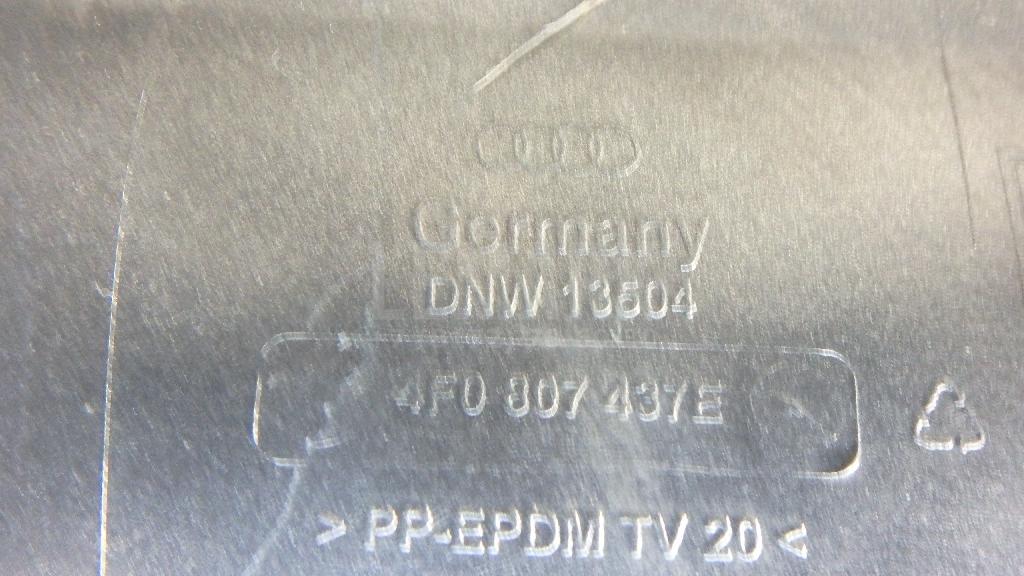 Germany
DNW 13504
4F0 807 437E
> PP-EPDM TV 20 <